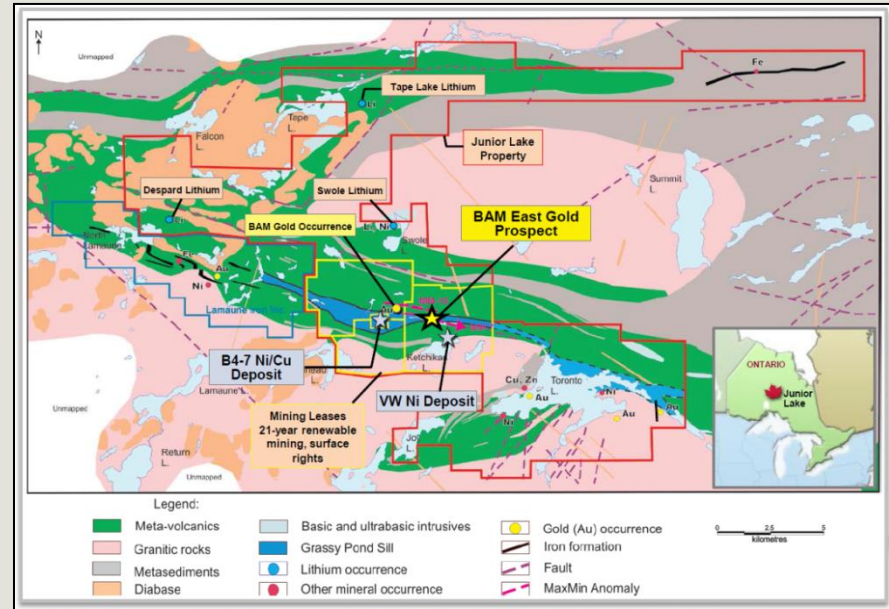 N
Unmapped
Fe
Tape Lake Lithium
Li
Tape
L.
Falcon
L.
Junior Lake
Property
Summit
L.
Despard Lithium
Swole Lithium
BAM Gold Occurrence
BAM East Gold
Prospect
Li, Ni
Swole
L.
North
Lamaune
L.
Fe
Au
Ni
Lamaune Iron Inc.
Unmapped
B4-7 Ni/Cu
Deposit
Ketchikan
L.
VW Ni Deposit
Lamaune
L.
Cu, Zn
Toronto
L.
Ni
Au
Au
Au
Ni
Mining Leases
21-year renewable
mining, surface
rights
Return
L.
Unmapped
L.
ONTARIO
Junior
Lake
Legend:
Meta-volcanics
Granitic rocks
Metasediments
Diabase
Basic and ultrabasic intrusives
Grassy Pond Sill
Lithium occurrence
Other mineral occurrence
Gold (Au) occurrence
Iron formation
Fault
MaxMin Anomaly
0 2.5 5
kilometres